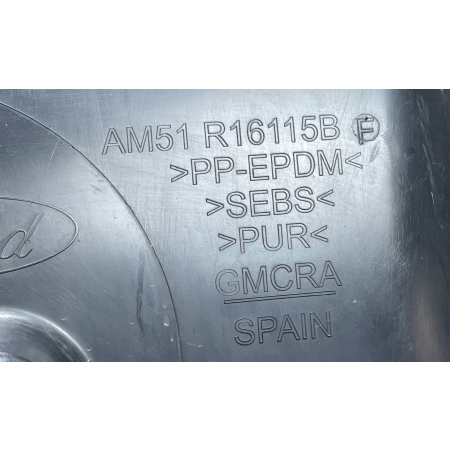 AM51 R16115B F
>PP-EPDM<
>SEBS<
>PUR<
GMCRA
SPAIN